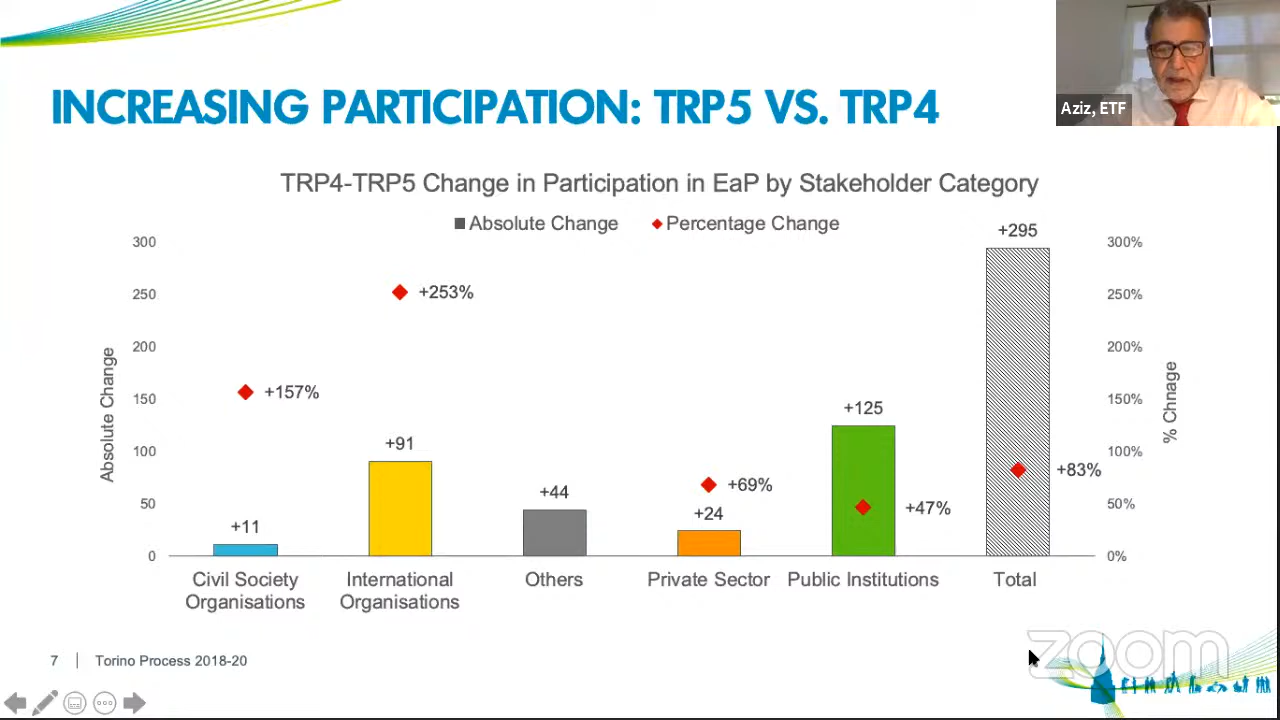 Aziz, ETF
INCREASING PARTICIPATION: TRP5 VS. TRP4
TRP4-TRP5 Change in Participation in EaP by Stakeholder Category
Absolute Change
Percentage Change
+295
300
300%
250
+253%
250%
200
200%
150
+157%
+125
150%
100
+91
100%
+83%
+69%
50
+44
+24
+47%
50%
+11
0
0%
Absolute Change
% Chnage
Civil Society
Organisations
International
Organisations
Others
Private Sector
Public Institutions
Total
7 | Torino Process 2018-20
zoom